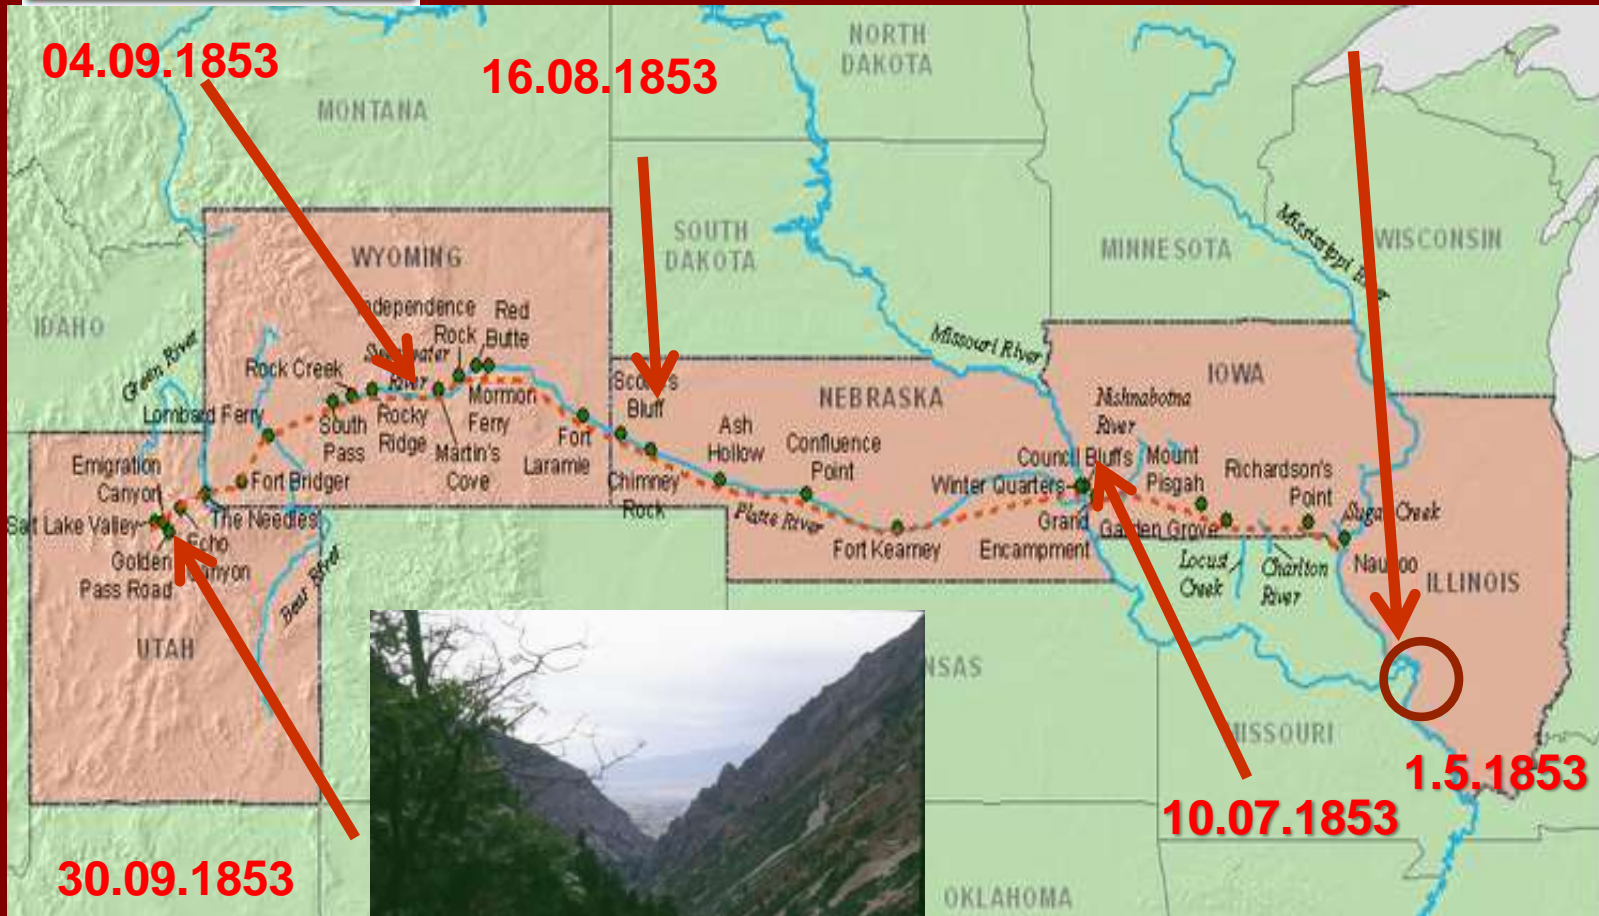 04.09.1853
16.08.1853
NORTH
DAKOTA
MONTANA
SOUTH
DAKOTA
MINNESOTA
Mississippi River
WISCONSIN
WYOMING
Independence
Rock
Red
Butte
IDAHO
Green River
Rock Creek
Sweetwater
River
Missouri River
IOWA
Scott's
Bluff
NEBRASKA
Nishnabotna
River
Lombard Ferry
South
Pass
Rocky
Ridge
Mormon
Ferry
Martin's
Cove
Fort
Laramie
Ash
Hollow
Confluence
Point
Council Bluffs
Mount
Pisgah
Richardson's
Point
Emigration
Canyon
Fort Bridger
Chimney
Rock
Winter Quarters
Salt Lake Valley
The Needles
Platte River
Grand
Encampment
Garden Grove
Sugar Creek
Echo
Canyon
Golden
Pass Road
Fort Kearney
Locust
Creek
Charlton
River
Nauvoo
ILLINOIS
Bear River
UTAH
NSAS
MISSOURI
1.5.1853
10.07.1853
30.09.1853
OKLAHOMA